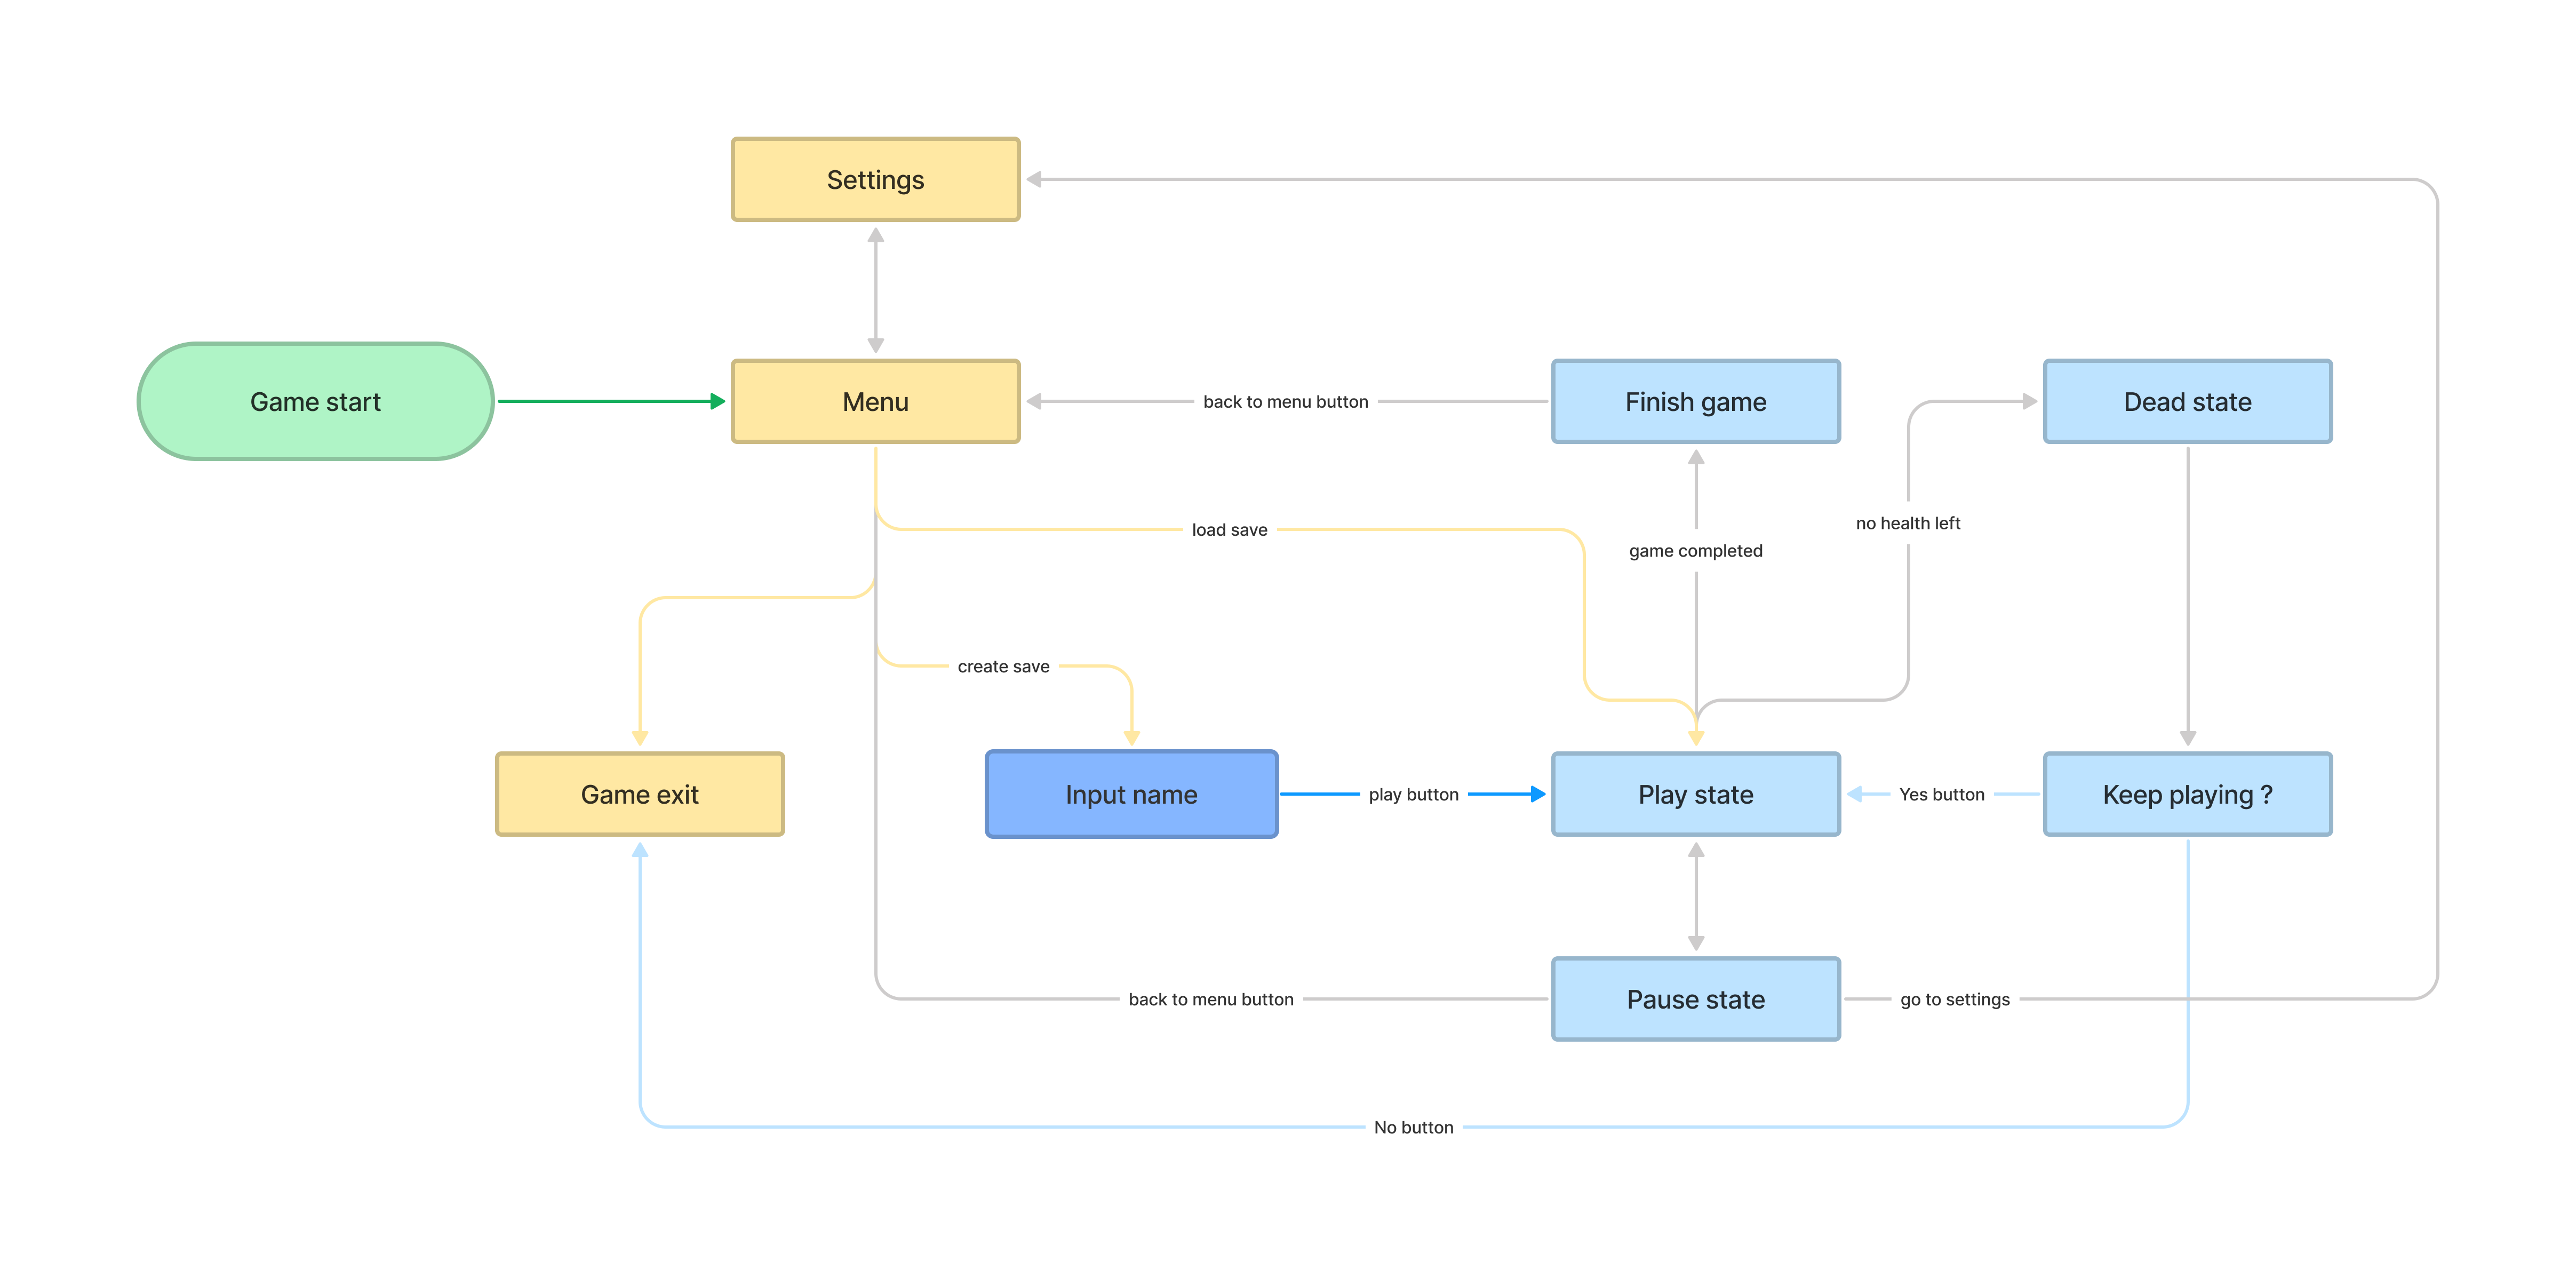 Settings
Game start
Menu
back to menu button
Finish game
Dead state
no health left
load save
game completed
create save
Game exit
Input name
play button
Play state
Yes button
Keep playing ?
back to menu button
Pause state
go to settings
No button